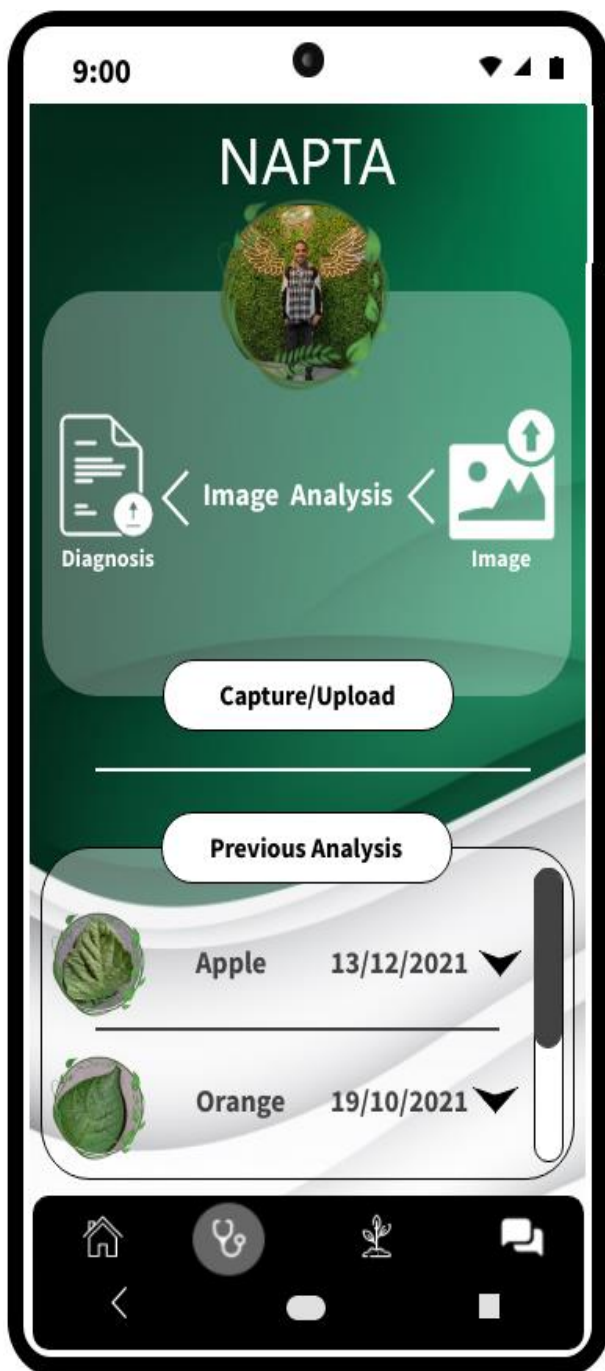 9:00
NAPTA
Image Analysis
Diagnosis
Image
Capture/Upload
Previous Analysis
Apple 13/12/2021
Orange 19/10/2021